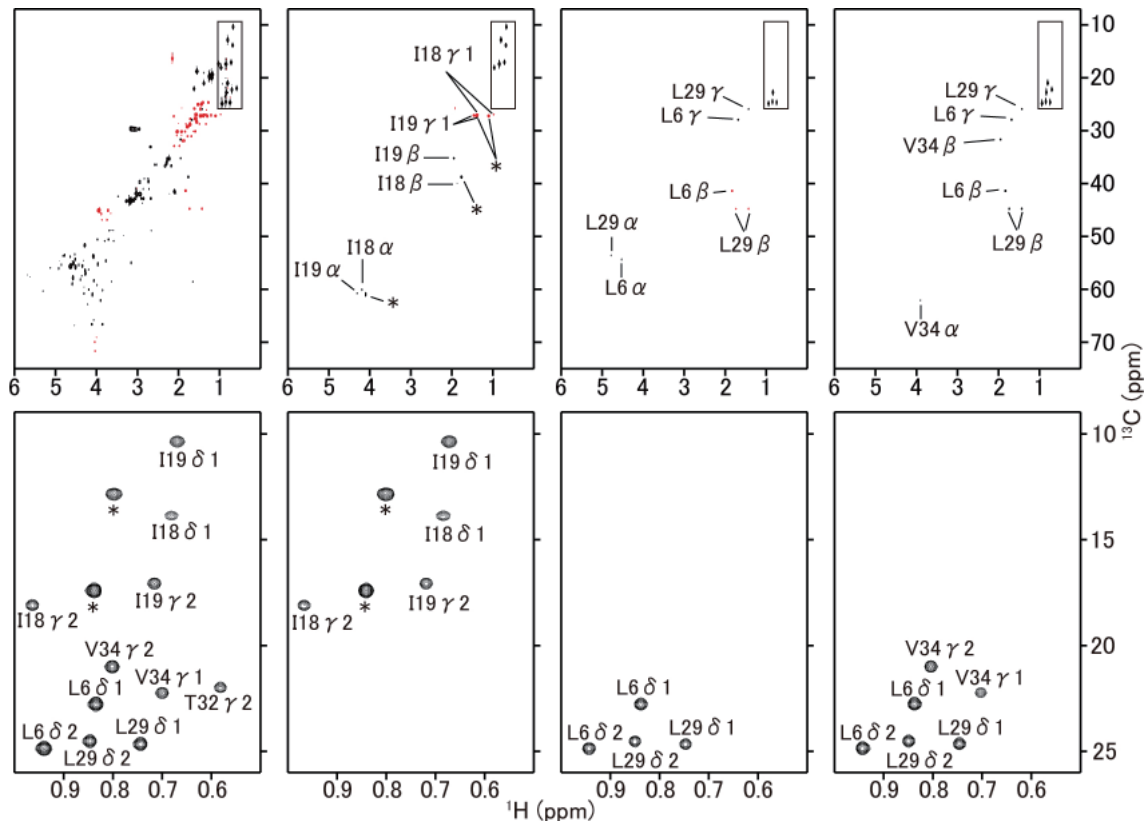 I18 γ 1
I19 γ 1
I19 β
I18 β
*
*
I18 α
I19 α
*
L29 γ
L6 γ
L6 β
L29 β
L29 α
L6 α
L29 γ
L6 γ
V34 β
L6 β
L29 β
V34 α
7
20
30
40
50
60
70
6 5 4 3 2 1
6 5 4 3 2 1
6 5 4 3 2 1
6 5 4 3 2 1
¹³C (ppm)
I19 δ 1
*
I18 δ 1
I19 γ 2
*
I18 γ 2
V34 γ 2
V34 γ 1
L6 δ 1
T32 γ 2
L6 δ 2
L29 δ 1
L29 δ 2
I19 δ 1
*
I18 δ 1
I19 γ 2
*
I18 γ 2
L6 δ 1
L6 δ 2
L29 δ 1
L29 δ 2
V34 γ 2
V34 γ 1
L6 δ 1
L6 δ 2
L29 δ 1
L29 δ 2
10
15
20
25
0.9 0.8 0.7 0.6
0.9 0.8 0.7 0.6
0.9 0.8 0.7 0.6
0.9 0.8 0.7 0.6
¹H (ppm)